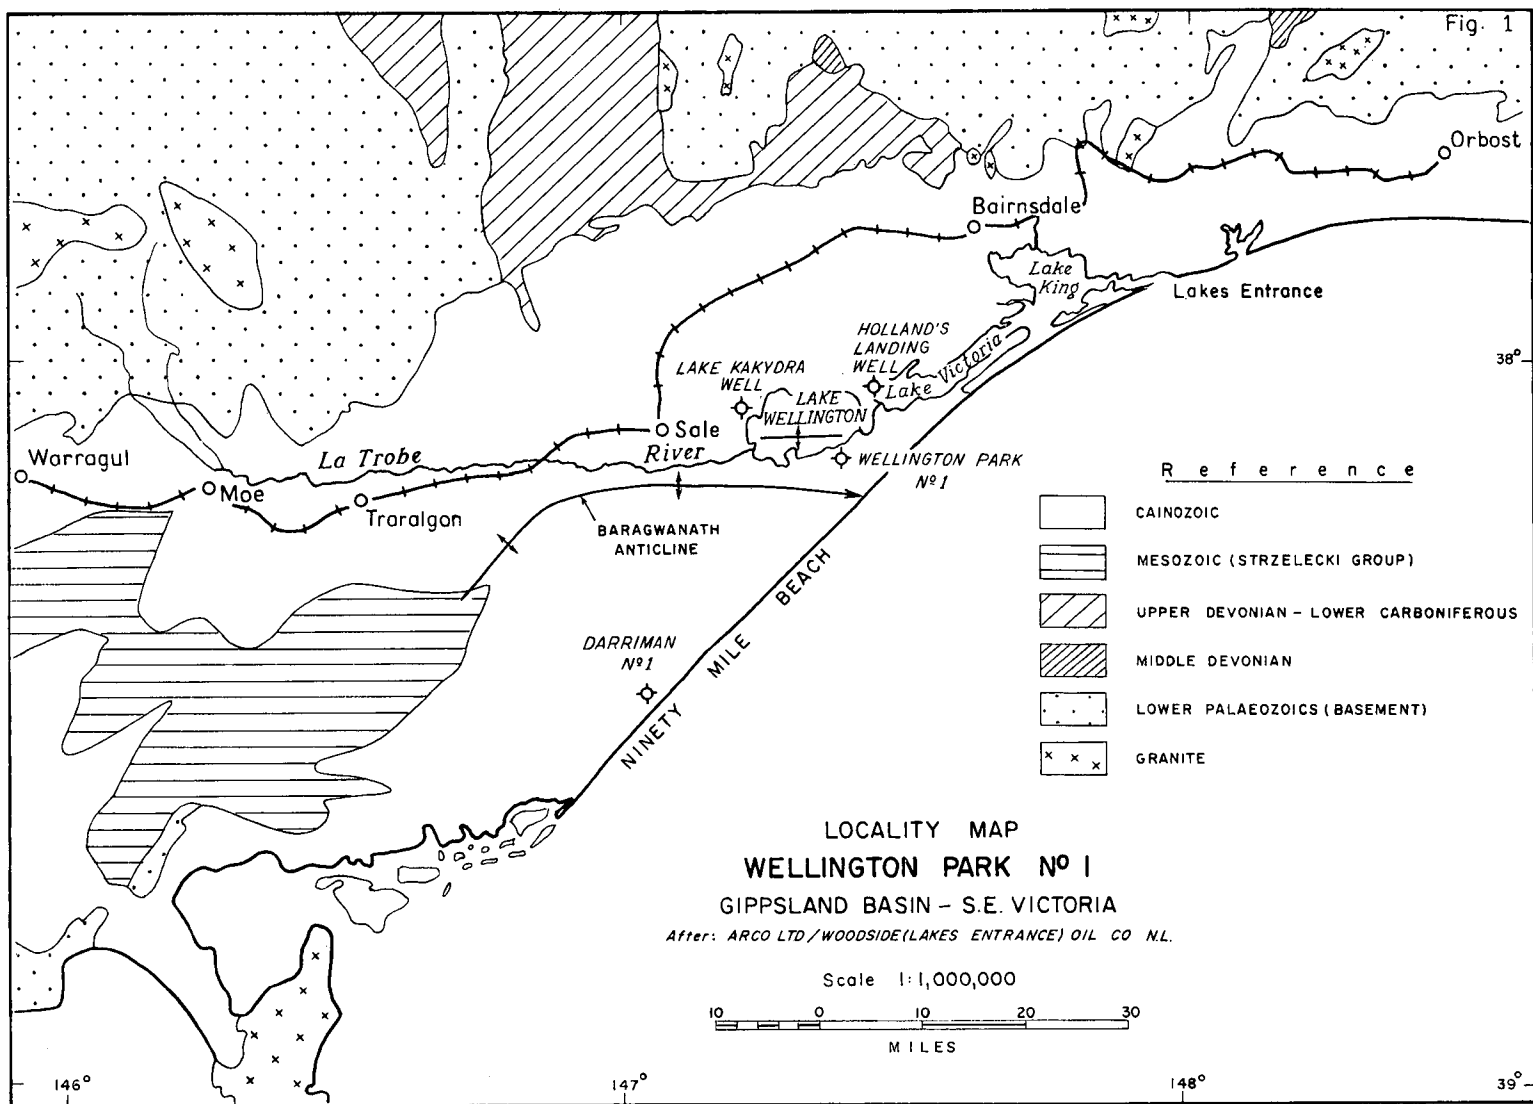 Fig. 1
Orbost
Bairnsdale
Lake
King
Lakes Entrance
HOLLAND'S
LANDING
WELL
Lake Victoria
38°
LAKE KAKYDRA
WELL
LAKE
WELLINGTON
Sale
La Trobe River
Warragul
Moe
Traralgon
WELLINGTON PARK
Nº 1
BARAGWANATH
ANTICLINE
DARRIMAN
Nº 1
NINETY MILE BEACH
Reference
CAINOZOIC
MESOZOIC (STRZELECKI GROUP)
UPPER DEVONIAN – LOWER CARBONIFEROUS
MIDDLE DEVONIAN
LOWER PALAEOZOICS (BASEMENT)
GRANITE
LOCALITY MAP
WELLINGTON PARK Nº 1
GIPPSLAND BASIN – S.E. VICTORIA
After: ARCO LTD/WOODSIDE (LAKES ENTRANCE) OIL CO N.L.
Scale 1:1,000,000
10 0 10 20 30
MILES
146° 147° 148° 39°